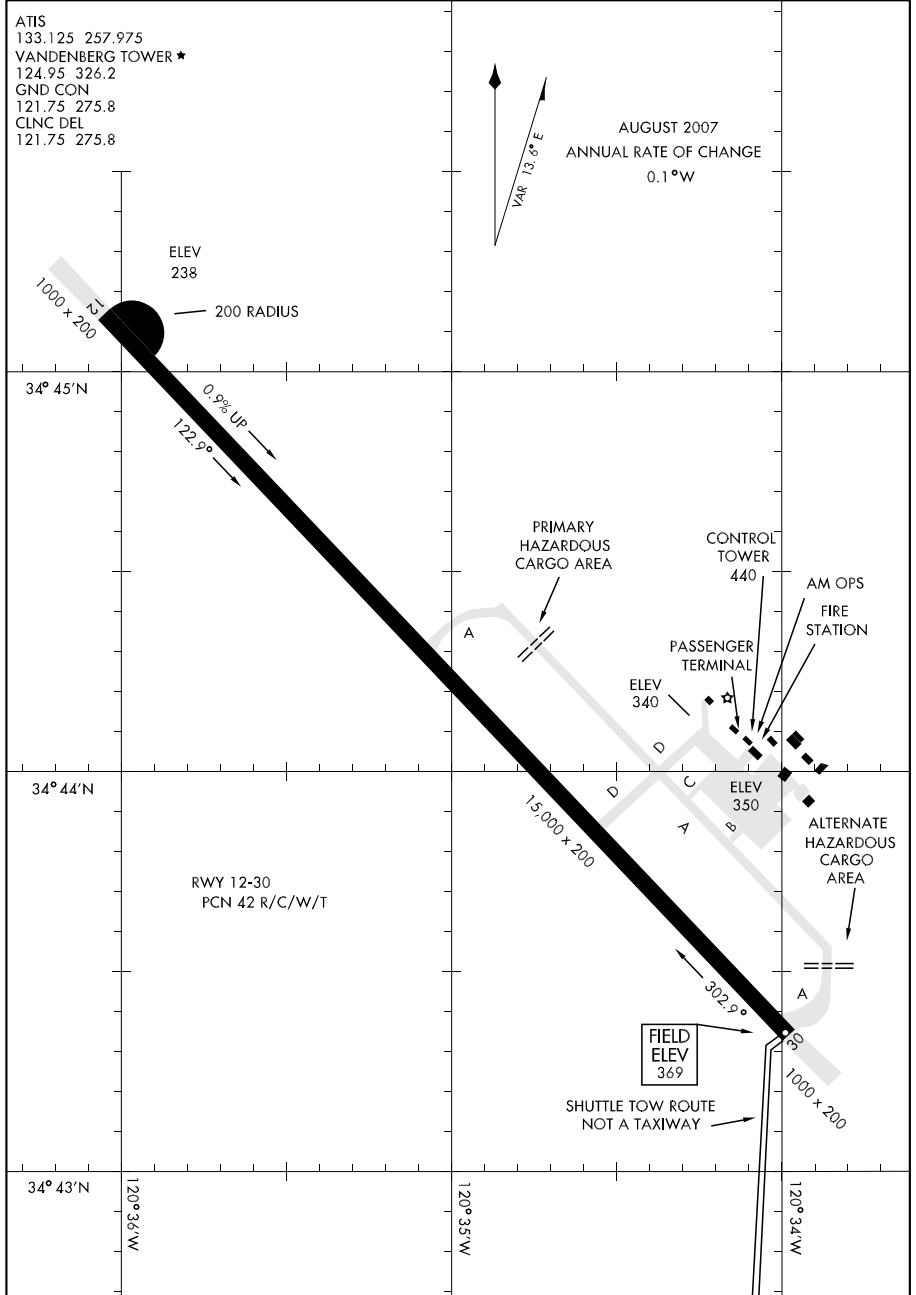 ATIS
133.125 257.975
VANDENBERG TOWER ★
124.95 326.2
GND CON
121.75 275.8
CLNC DEL
121.75 275.8
VAR 13.6° E
AUGUST 2007
ANNUAL RATE OF CHANGE
0.1°W
ELEV
238
200 RADIUS
1000 x 200
12
34° 45'N
0.9% UP
122.9°
PRIMARY
HAZARDOUS
CARGO AREA
CONTROL
TOWER
440
AM OPS
FIRE
STATION
PASSENGER
TERMINAL
ELEV
340
A
D
34° 44'N
D
C
ELEV
350
A
B
15,000 x 200
ALTERNATE
HAZARDOUS
CARGO
AREA
RWY 12-30
PCN 42 R/C/W/T
302.9°
A
30
FIELD
ELEV
369
1000 x 200
SHUTTLE TOW ROUTE
NOT A TAXIWAY
34° 43'N
120° 36'W
120° 35'W
120° 34'W